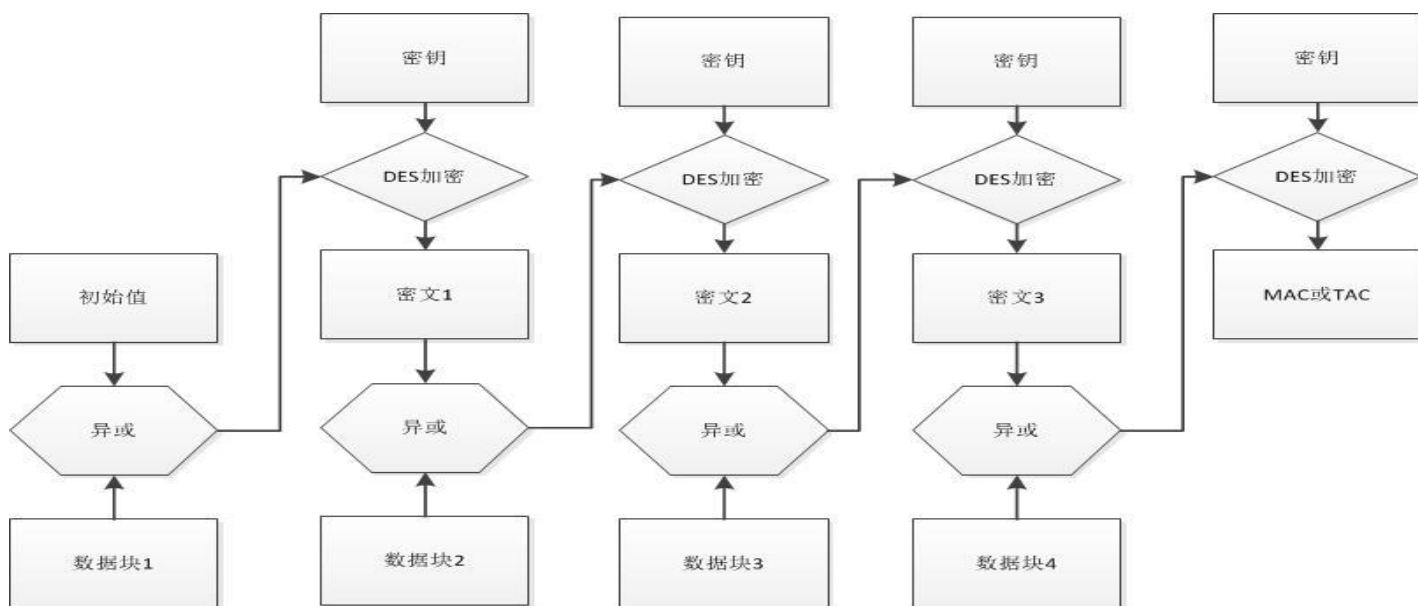 密钥
密钥
密钥
密钥
DES加密
DES加密
DES加密
DES加密
初始值
密文1
密文2
密文3
MAC或TAC
异或
异或
异或
异或
数据块1
数据块2
数据块3
数据块4